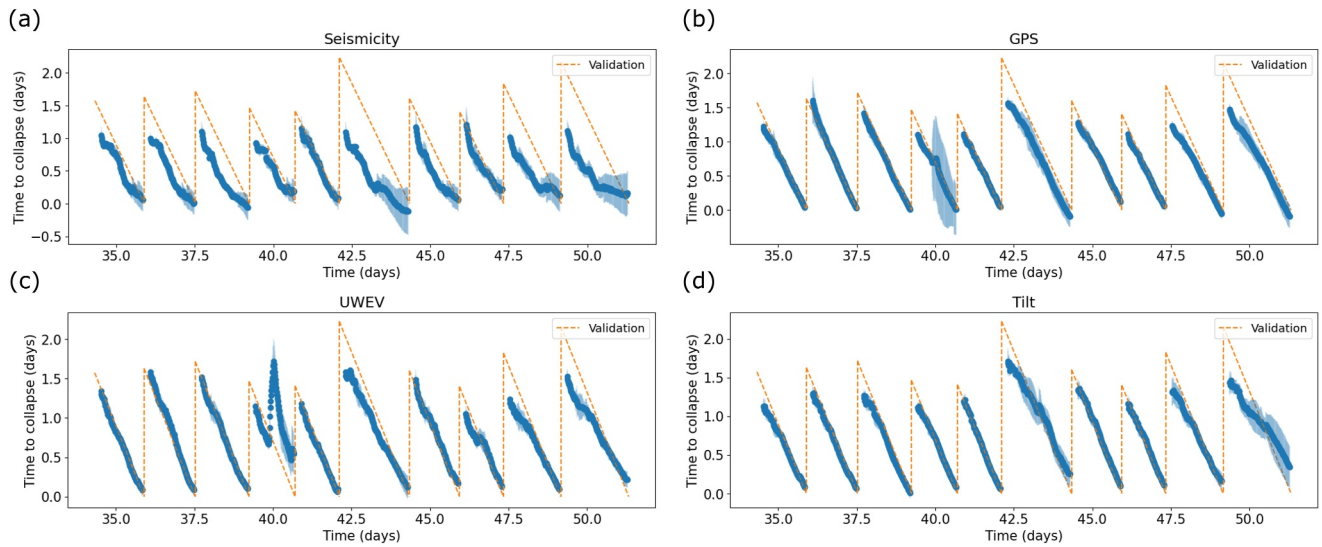 (a)
Seismicity
Validation
Time to collapse (days)
2.0
1.5
1.0
0.5
0.0
−0.5
35.0 37.5 40.0 42.5 45.0 47.5 50.0
Time (days)
(b)
GPS
Validation
Time to collapse (days)
2.0
1.5
1.0
0.5
0.0
35.0 37.5 40.0 42.5 45.0 47.5 50.0
Time (days)
(c)
UWEV
Validation
Time to collapse (days)
2.0
1.5
1.0
0.5
0.0
35.0 37.5 40.0 42.5 45.0 47.5 50.0
Time (days)
(d)
Tilt
Validation
Time to collapse (days)
2.0
1.5
1.0
0.5
0.0
35.0 37.5 40.0 42.5 45.0 47.5 50.0
Time (days)